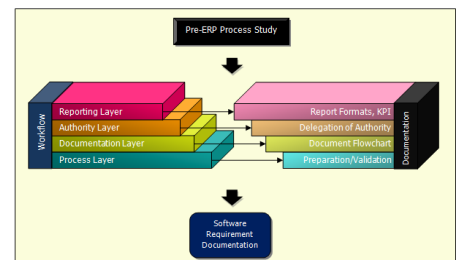 Pre-ERP Process Study
Workflow
Reporting Layer
Report Formats, KPI
Authority Layer
Delegation of Authority
Documentation Layer
Document Flowchart
Process Layer
Preparation/Validation
Documentation
Software
Requirement
Documentation